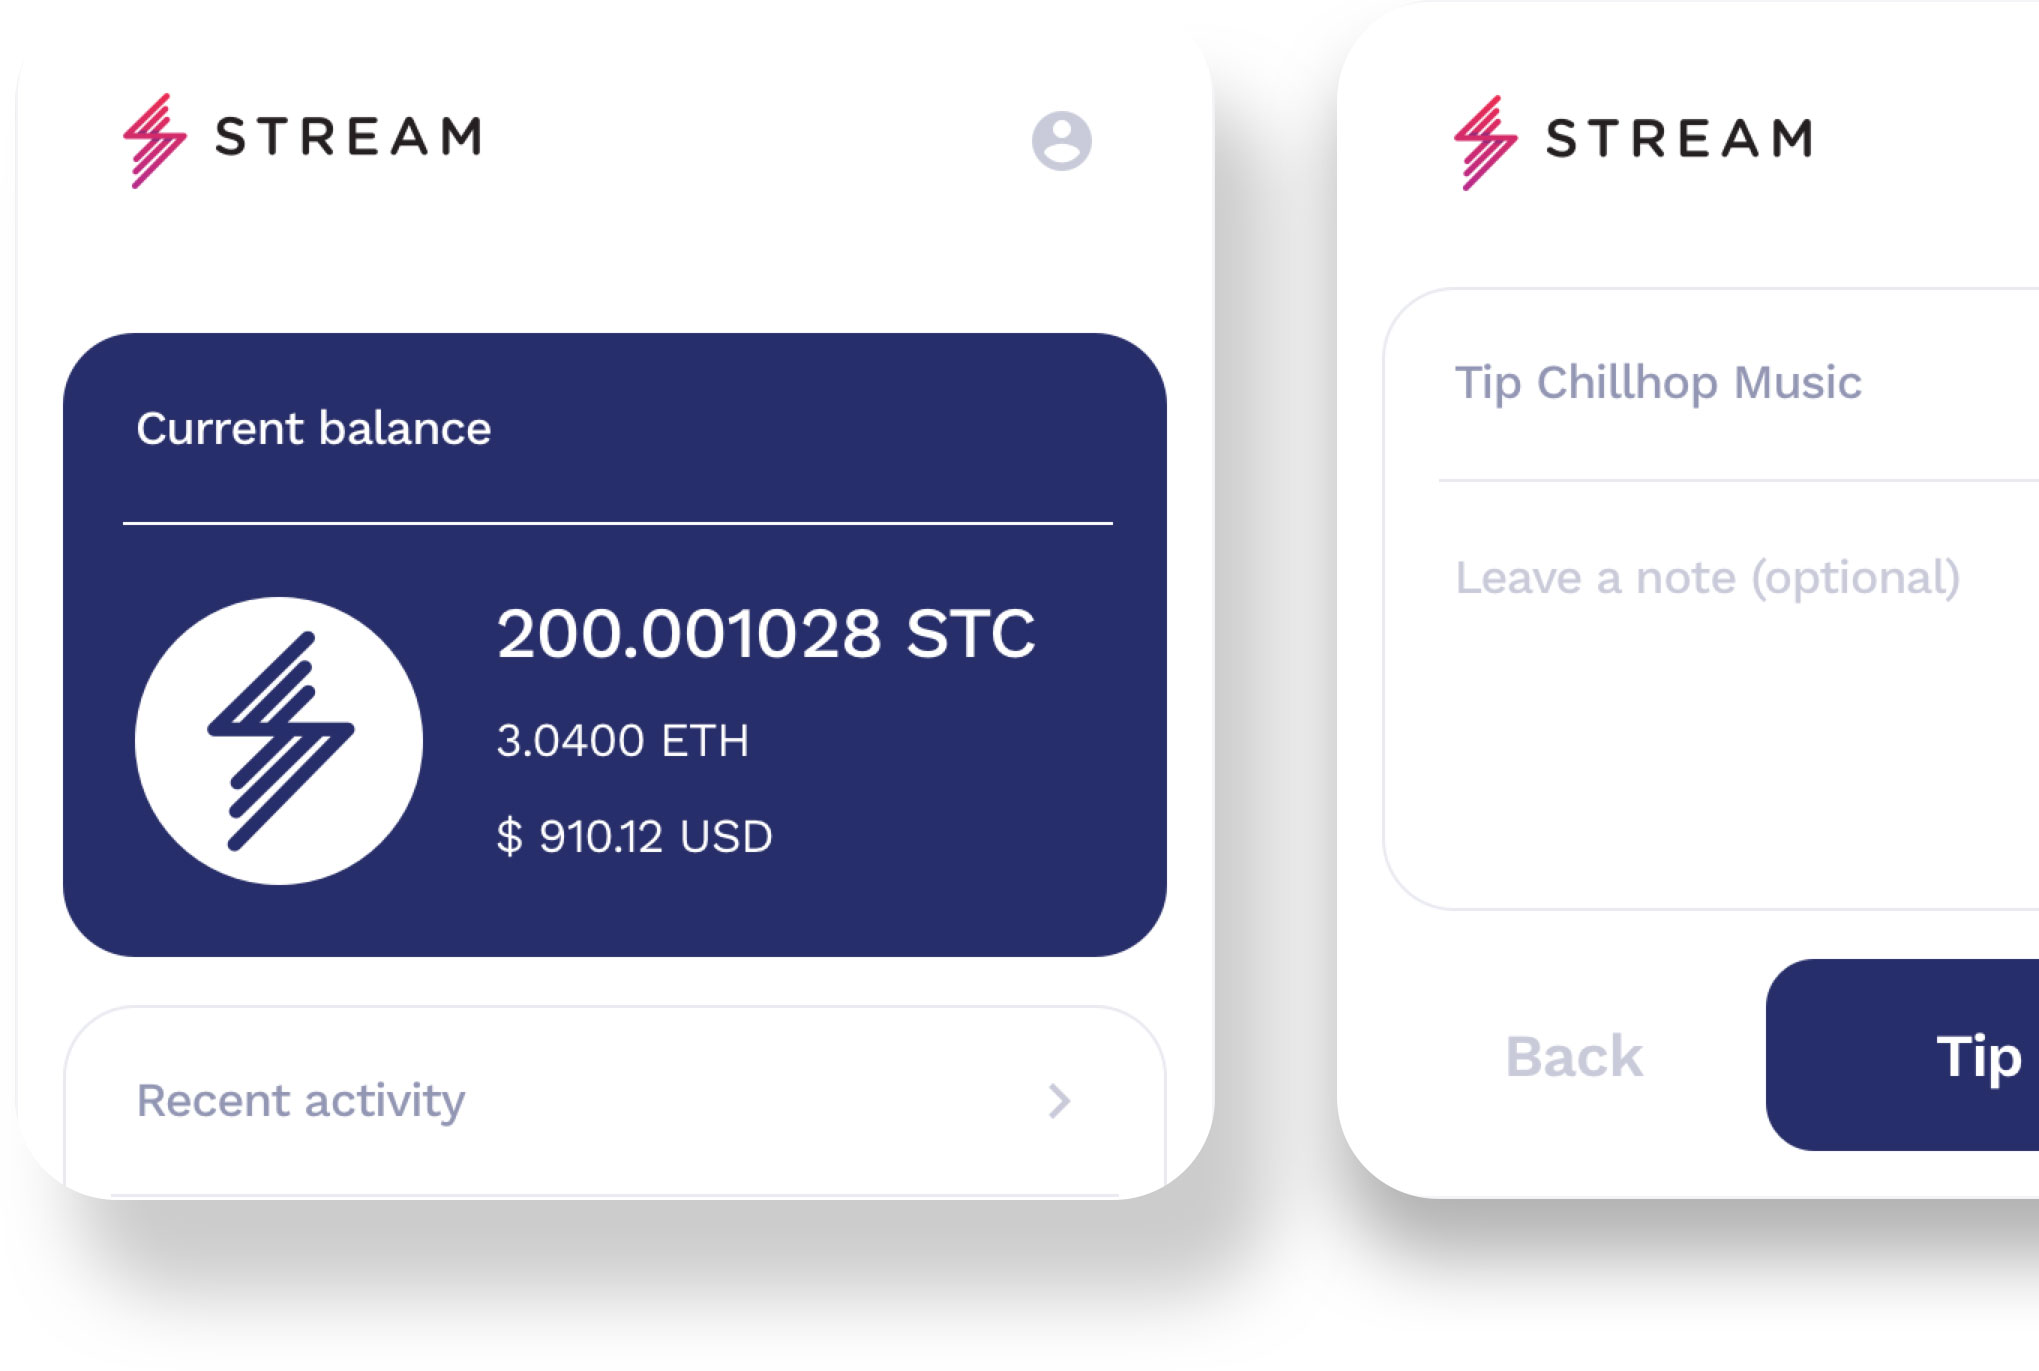 STREAM
Current balance
200.001028 STC
3.0400 ETH
$ 910.12 USD
Recent activity
STREAM
Tip Chillhop Music
Leave a note (optional)
Back
Tip